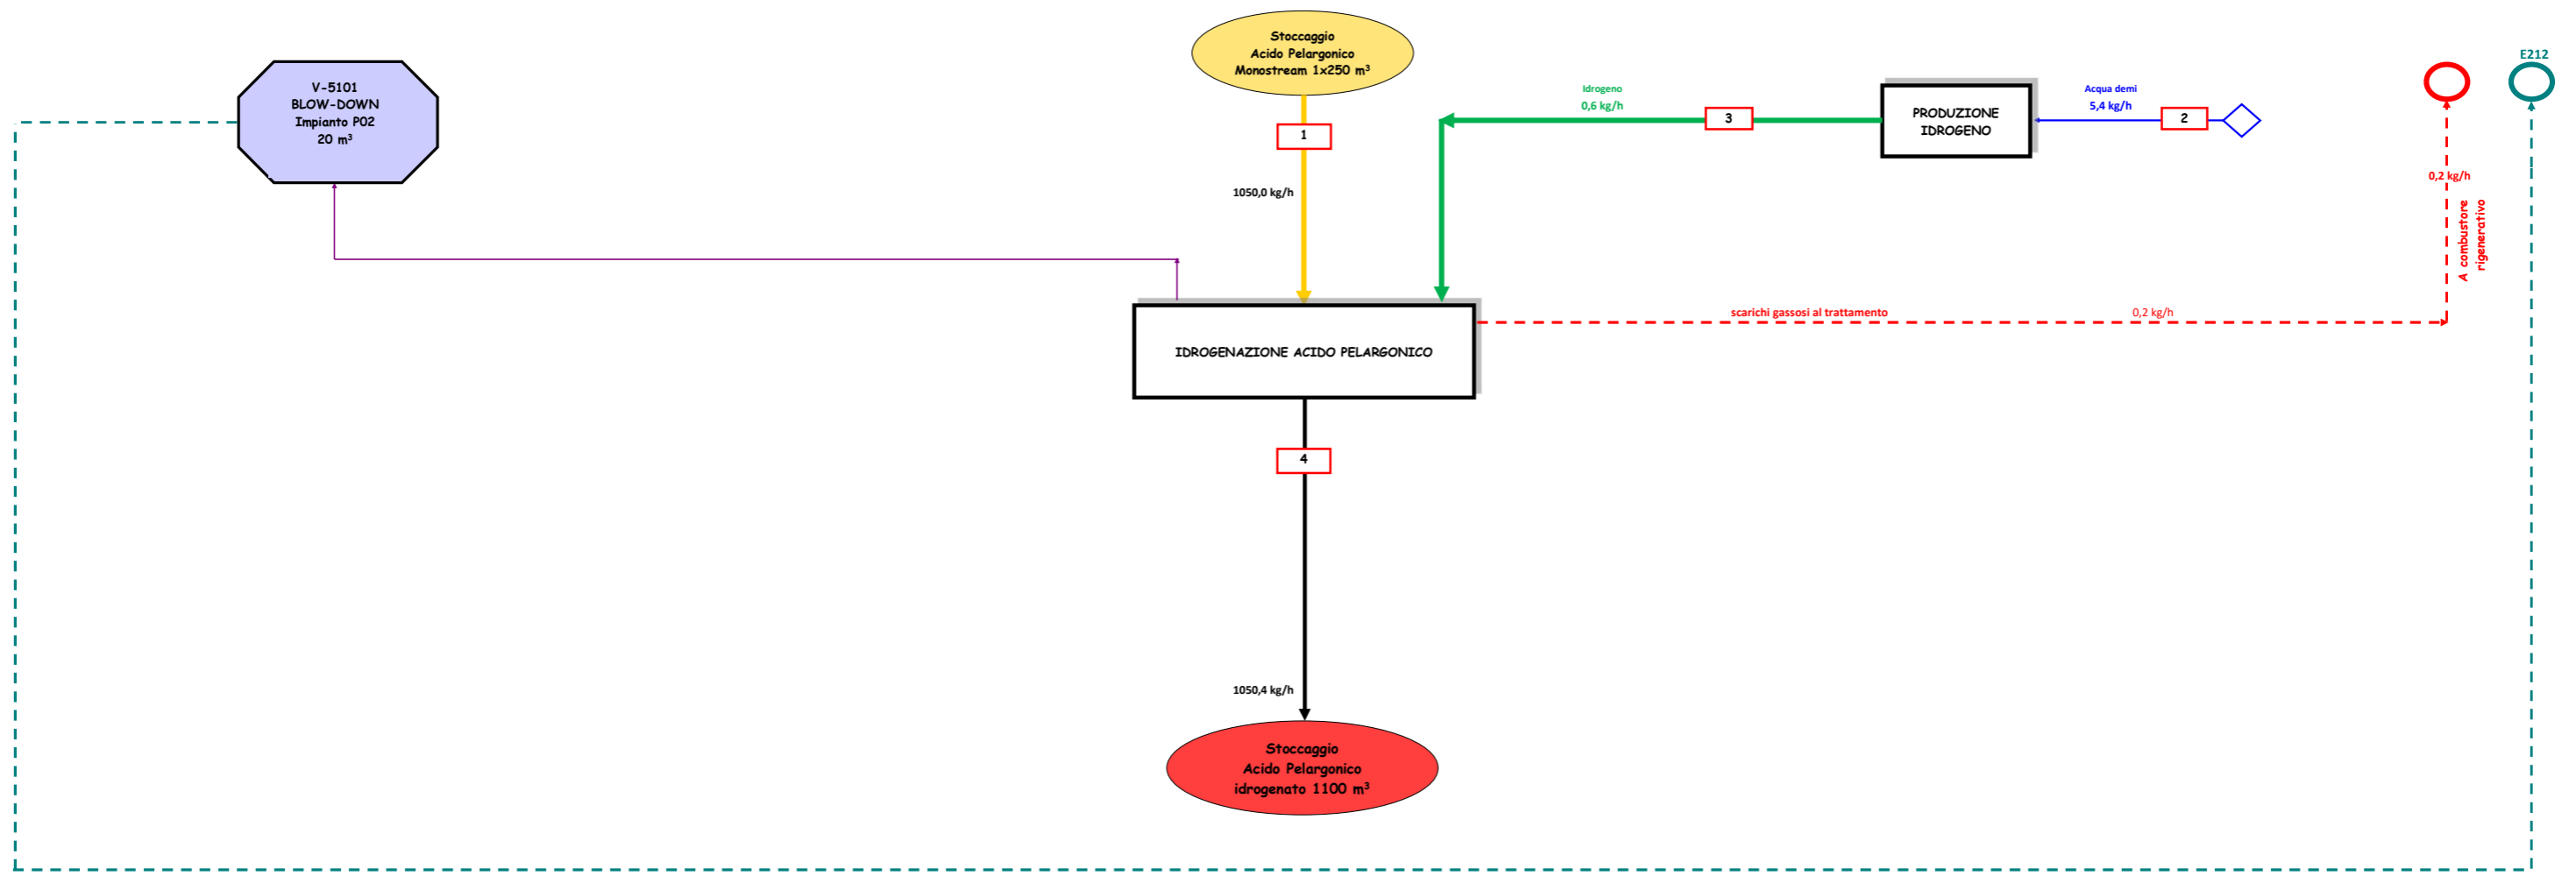 Stoccaggio
Acido Pelargonico
Monostream 1x250 m³
E212
V-5101
BLOW-DOWN
Impianto P02
20 m³
Idrogeno
0,6 kg/h
Acqua demi
5,4 kg/h
1
3
PRODUZIONE
IDROGENO
2
1050,0 kg/h
0,2 kg/h
A combustore
rigenerativo
scarichi gassosi al trattamento
0,2 kg/h
IDROGENAZIONE ACIDO PELARGONICO
4
1050,4 kg/h
Stoccaggio
Acido Pelargonico
idrogenato 1100 m³